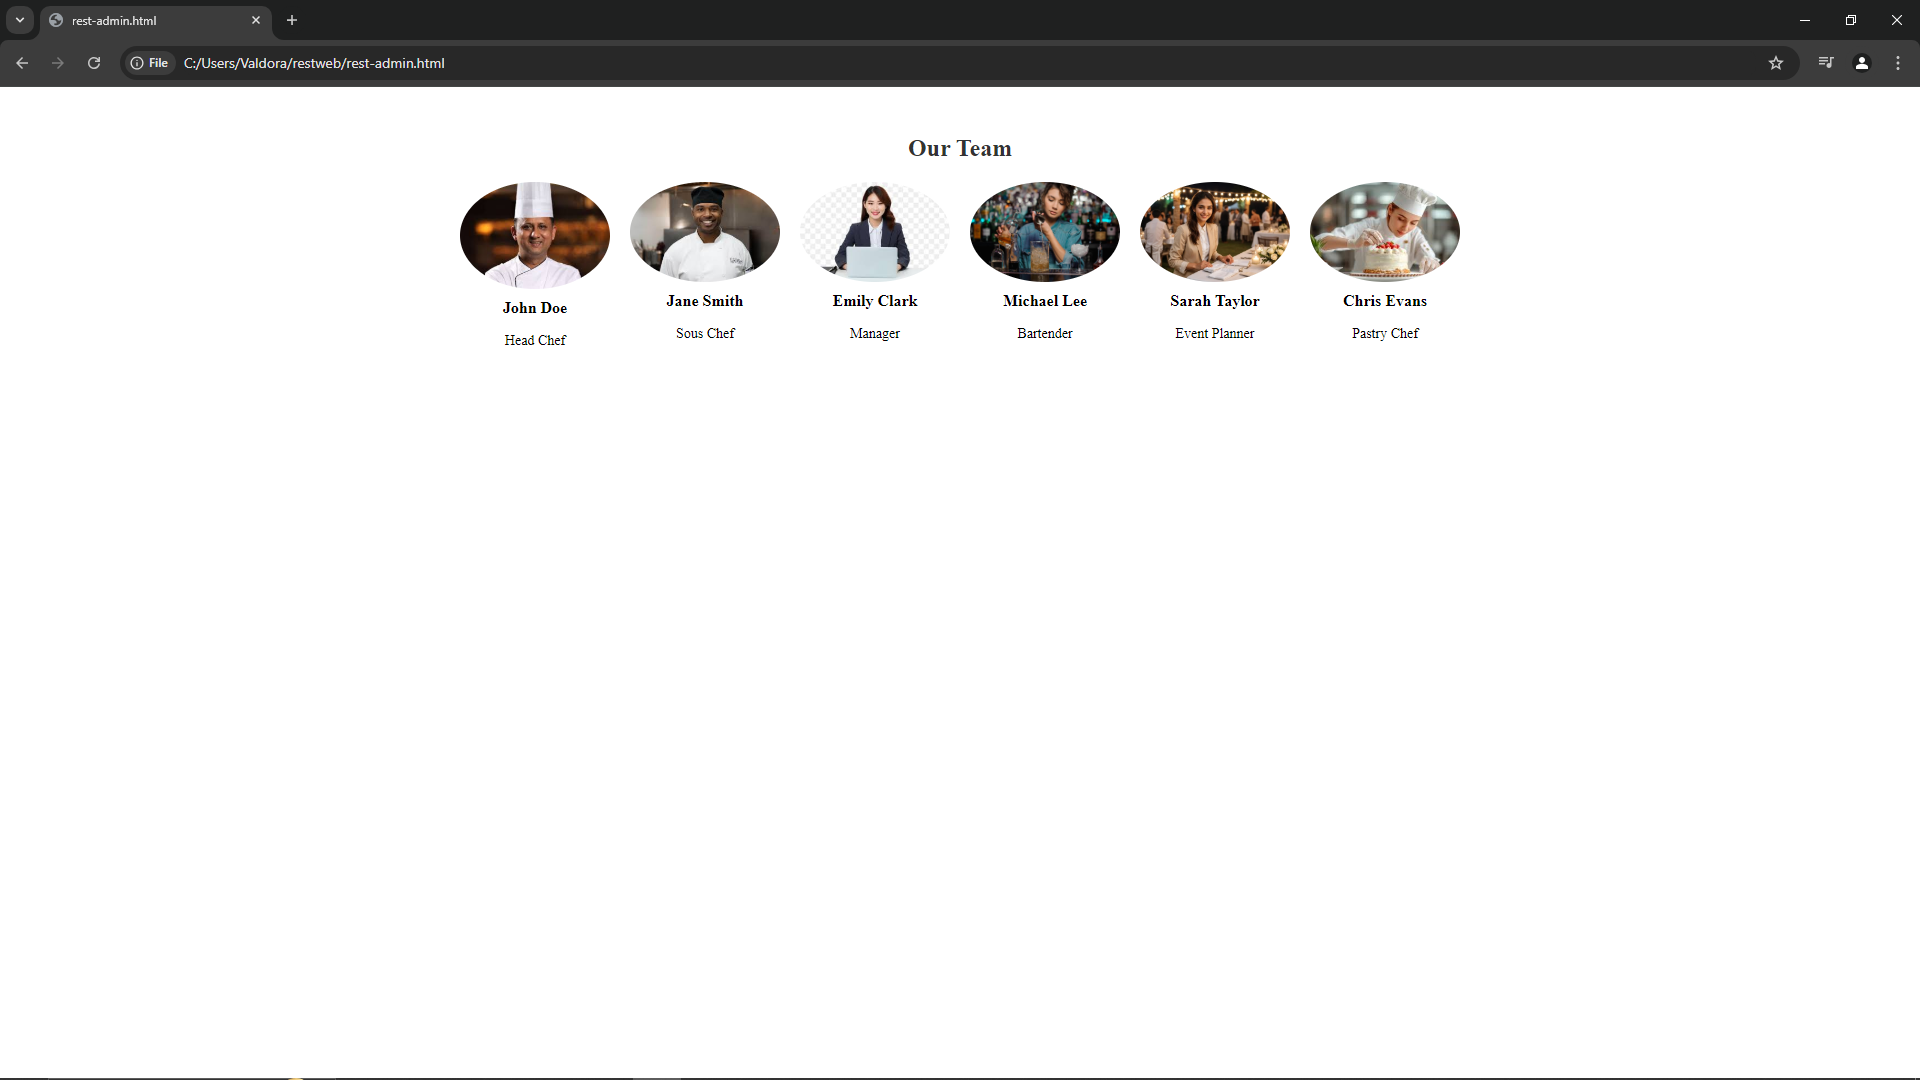 rest-admin.html
File C:/Users/Valdora/restweb/rest-admin.html
Our Team
John Doe
Head Chef
Jane Smith
Sous Chef
Emily Clark
Manager
Michael Lee
Bartender
Sarah Taylor
Event Planner
Chris Evans
Pastry Chef